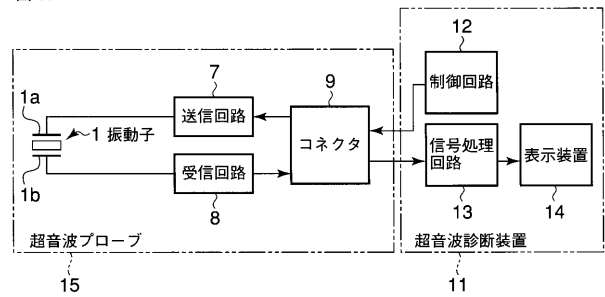 12
7
9
制御回路
1a
送信回路
コネクタ
1 振動子
信号処理
回路
表示装置
1b
受信回路
8
13
14
超音波プローブ
超音波診断装置
15
11